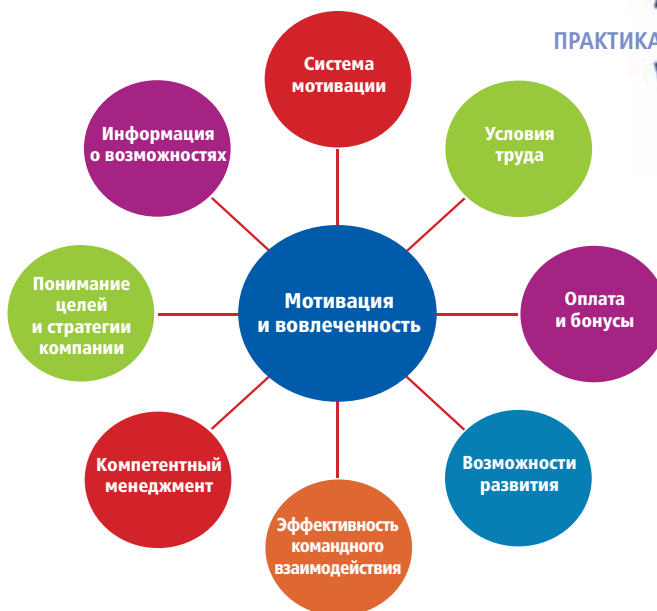 ПРАКТИКА
Система
мотивации
Информация
о возможностях
Условия
труда
Понимание
целей
и стратегии
компании
Мотивация
и вовлеченность
Оплата
и бонусы
Компетентный
менеджмент
Возможности
развития
Эффективность
командного
взаимодействия